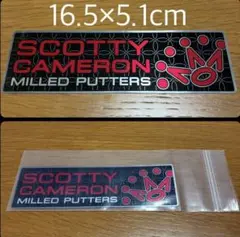 16.5×5.1cm
SCOTTY
CAMERON
MILLED PUTTERS
SCOTTY
CAMERON
MILLED PUTTERS